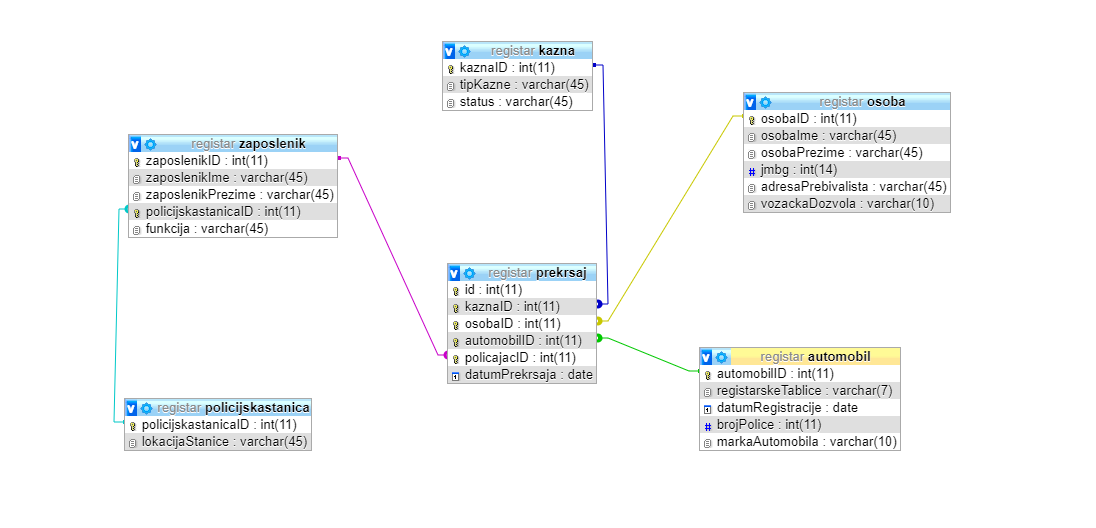 registar kazna
kaznaID : int(11)
tipKazne : varchar(45)
status : varchar(45)
registar osoba
osobaID : int(11)
osobaIme : varchar(45)
osobaPrezime : varchar(45)
# jmbg : int(14)
adresaPrebivalista : varchar(45)
vozackaDozvola : varchar(10)
registar zaposlenik
zaposlenikID : int(11)
zaposlenikIme : varchar(45)
zaposlenikPrezime : varchar(45)
policijskastanicaID : int(11)
funkcija : varchar(45)
registar prekrsaj
id : int(11)
kaznaID : int(11)
osobaID : int(11)
automobilID : int(11)
policajacID : int(11)
datumPrekrsaja : date
registar automobil
automobilID : int(11)
registarskeTablice : varchar(7)
datumRegistracije : date
# brojPolice : int(11)
markaAutomobila : varchar(10)
registar policijskastanica
policijskastanicaID : int(11)
lokacijaStanice : varchar(45)